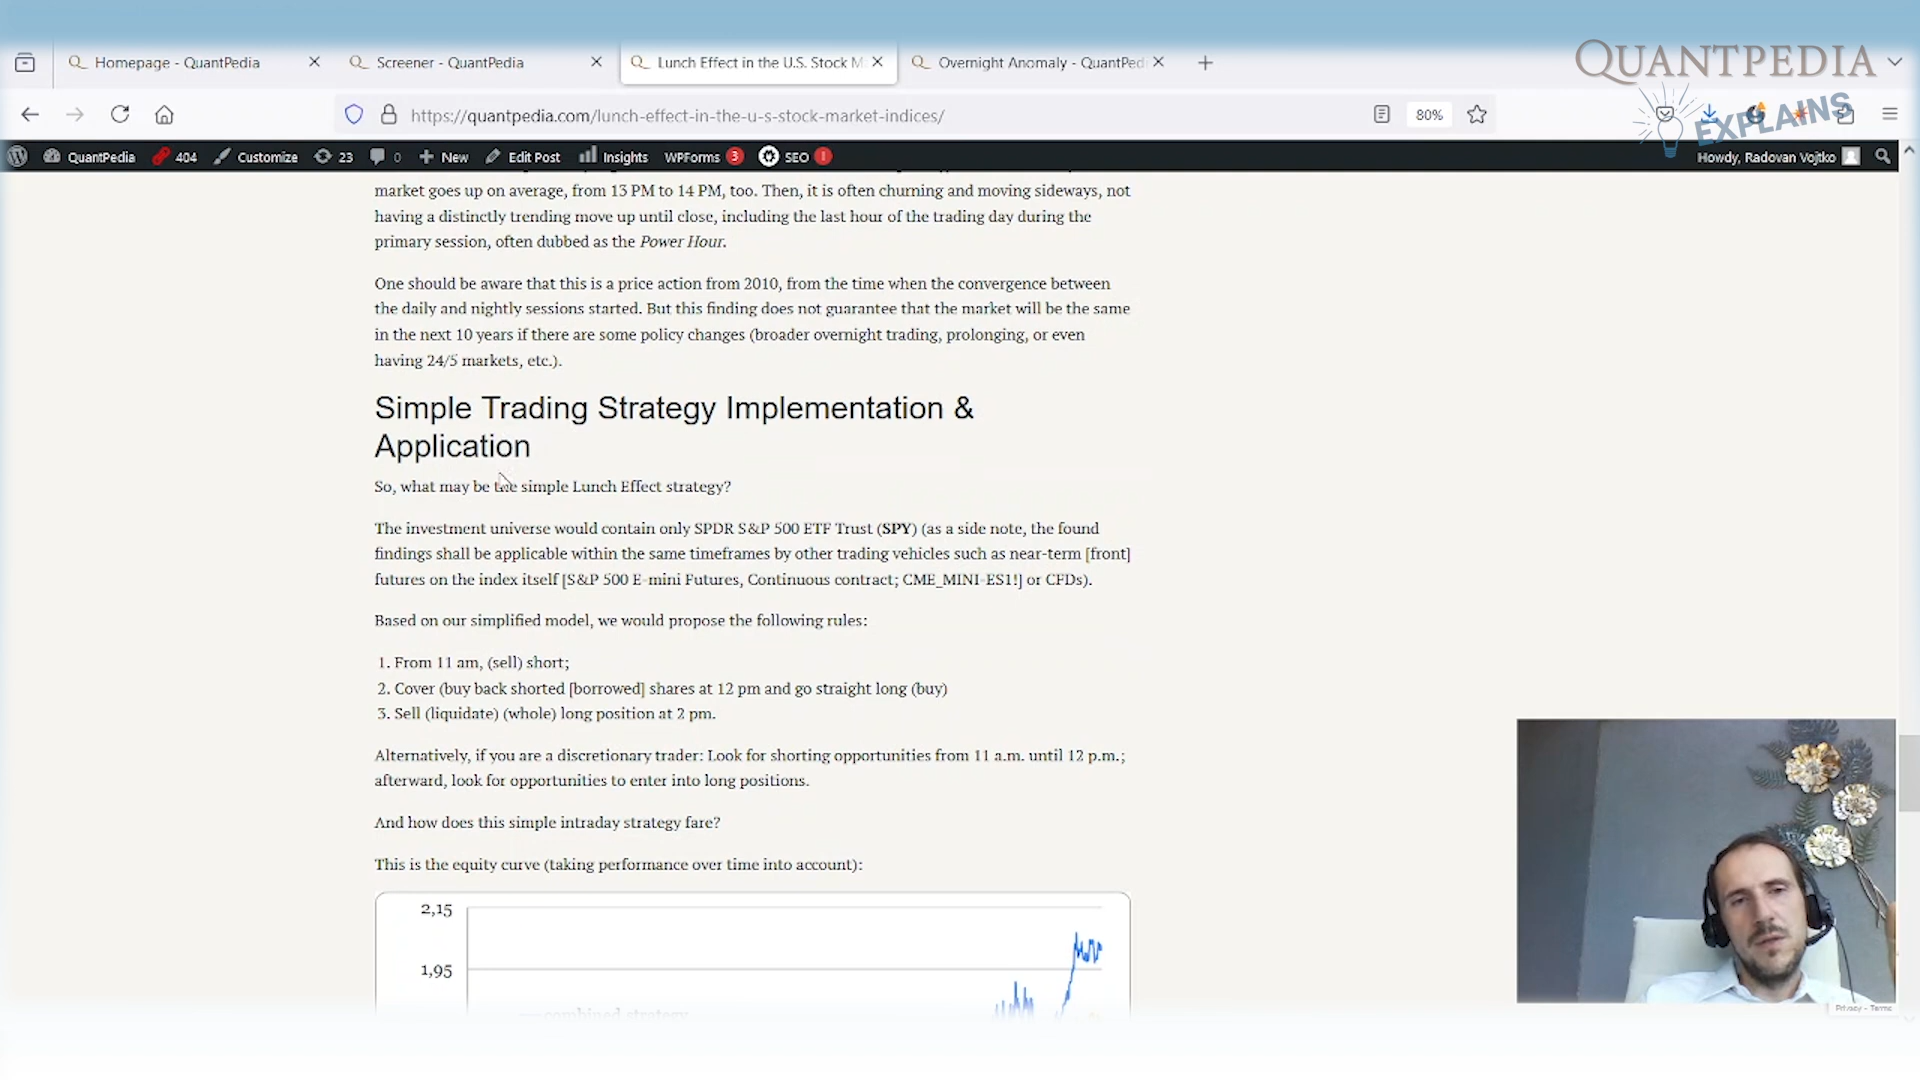 QUANTPEDIA
EXPLAINS
Homepage - QuantPedia
Screener - QuantPedia
Lunch Effect in the U.S. Stock M
Overnight Anomaly - QuantPed
https://quantpedia.com/lunch-effect-in-the-u-s-stock-market-indices/
80%
QuantPedia
404
Customize
23
0
New
Edit Post
Insights
WPForms 3
SEO !
Howdy, Radovan Vojtko
market goes up on average, from 13 PM to 14 PM, too. Then, it is often churning and moving sideways, not
having a distinctly trending move up until close, including the last hour of the trading day during the
primary session, often dubbed as the Power Hour.
One should be aware that this is a price action from 2010, from the time when the convergence between
the daily and nightly sessions started. But this finding does not guarantee that the market will be the same
in the next 10 years if there are some policy changes (broader overnight trading, prolonging, or even
having 24/5 markets, etc.).
Simple Trading Strategy Implementation &
Application
So, what may be the simple Lunch Effect strategy?
The investment universe would contain only SPDR S&P 500 ETF Trust (SPY) (as a side note, the found
findings shall be applicable within the same timeframes by other trading vehicles such as near-term [front]
futures on the index itself [S&P 500 E-mini Futures, Continuous contract; CME_MINI-ES1!] or CFDs).
Based on our simplified model, we would propose the following rules:
1. From 11 am, (sell) short;
2. Cover (buy back shorted [borrowed] shares at 12 pm and go straight long (buy)
3. Sell (liquidate) (whole) long position at 2 pm.
Alternatively, if you are a discretionary trader: Look for shorting opportunities from 11 a.m. until 12 p.m.;
afterward, look for opportunities to enter into long positions.
And how does this simple intraday strategy fare?
This is the equity curve (taking performance over time into account):
2,15
1,95
combined strategy
Privacy - Terms